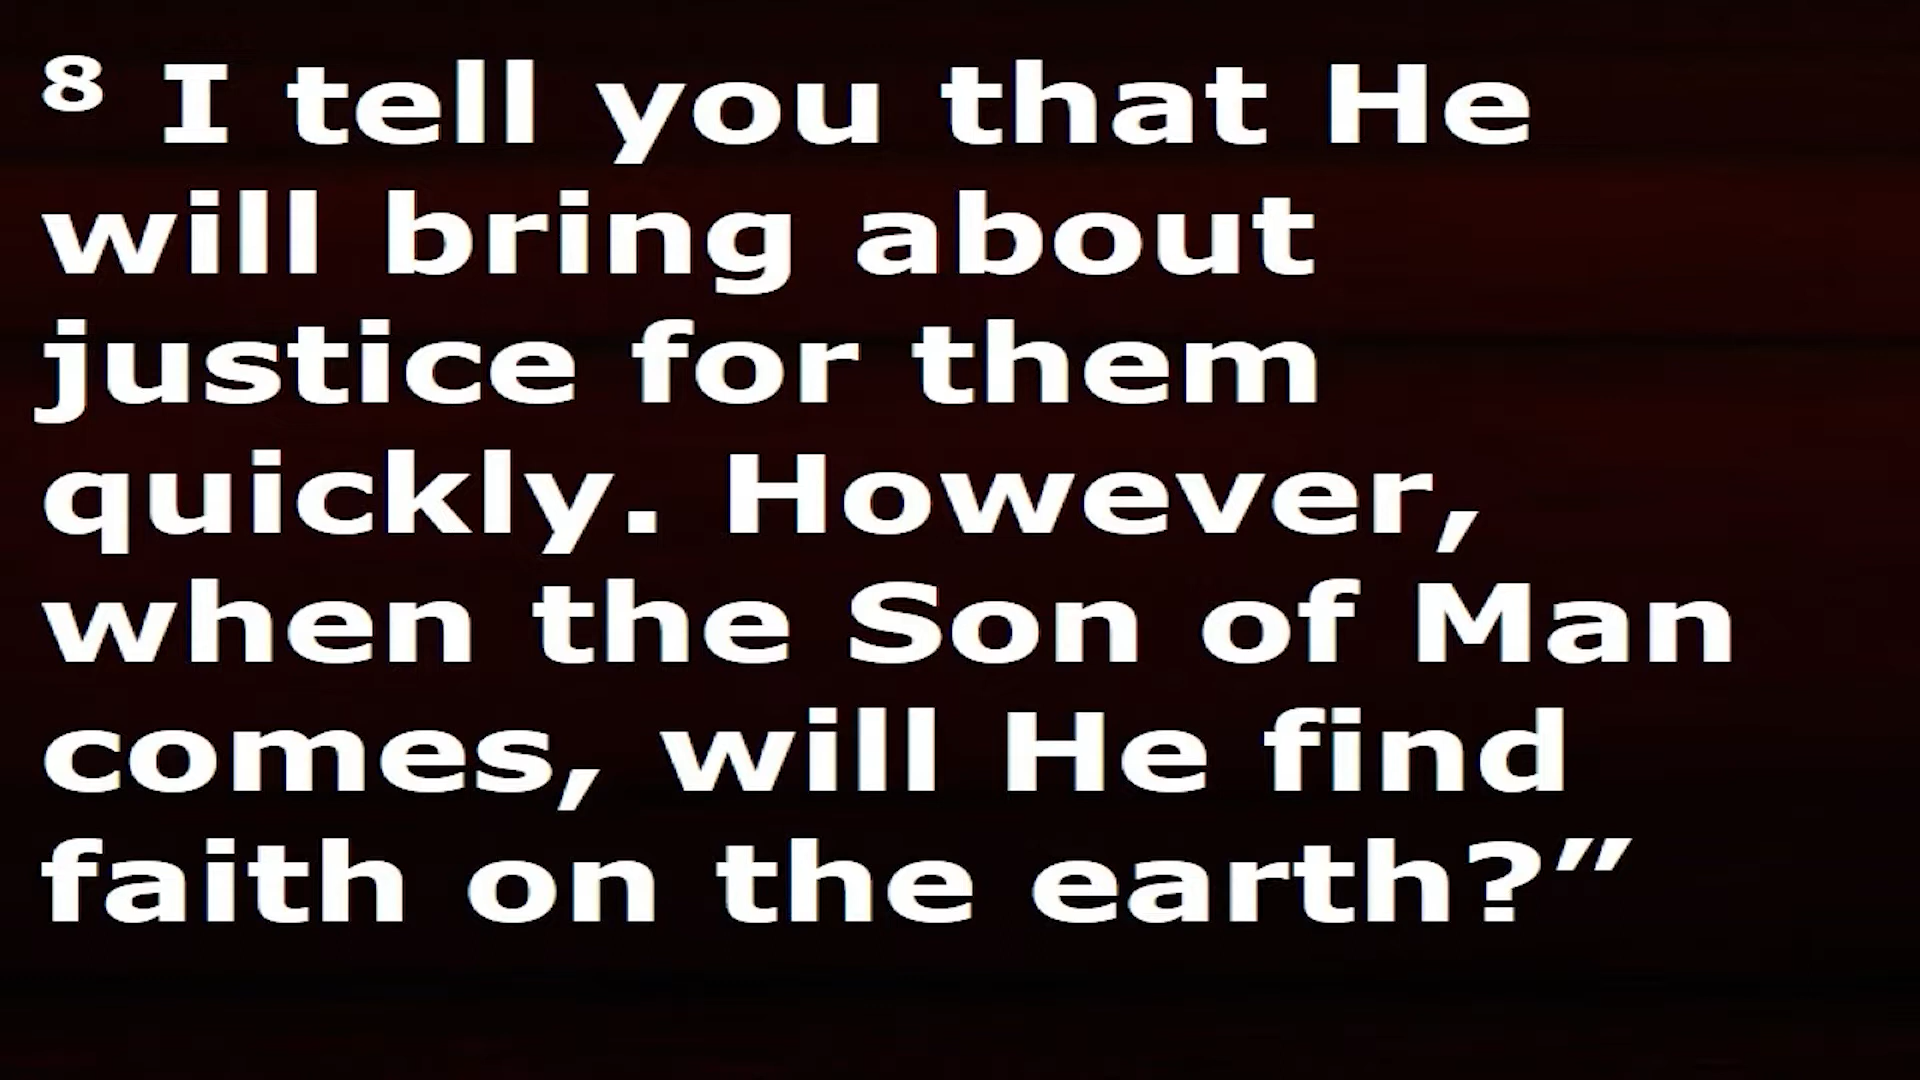 8 I tell you that He
will bring about
justice for them
quickly. However,
when the Son of Man
comes, will He find
faith on the earth?”